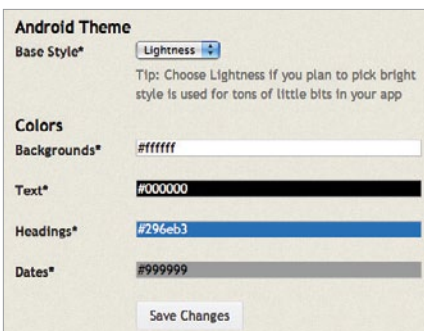 Android Theme
Base Style* Lightness
Tip: Choose Lightness if you plan to pick bright
style is used for tons of little bits in your app
Colors
Backgrounds* #ffffff
Text* #000000
Headings* #296eb3
Dates* #999999
Save Changes